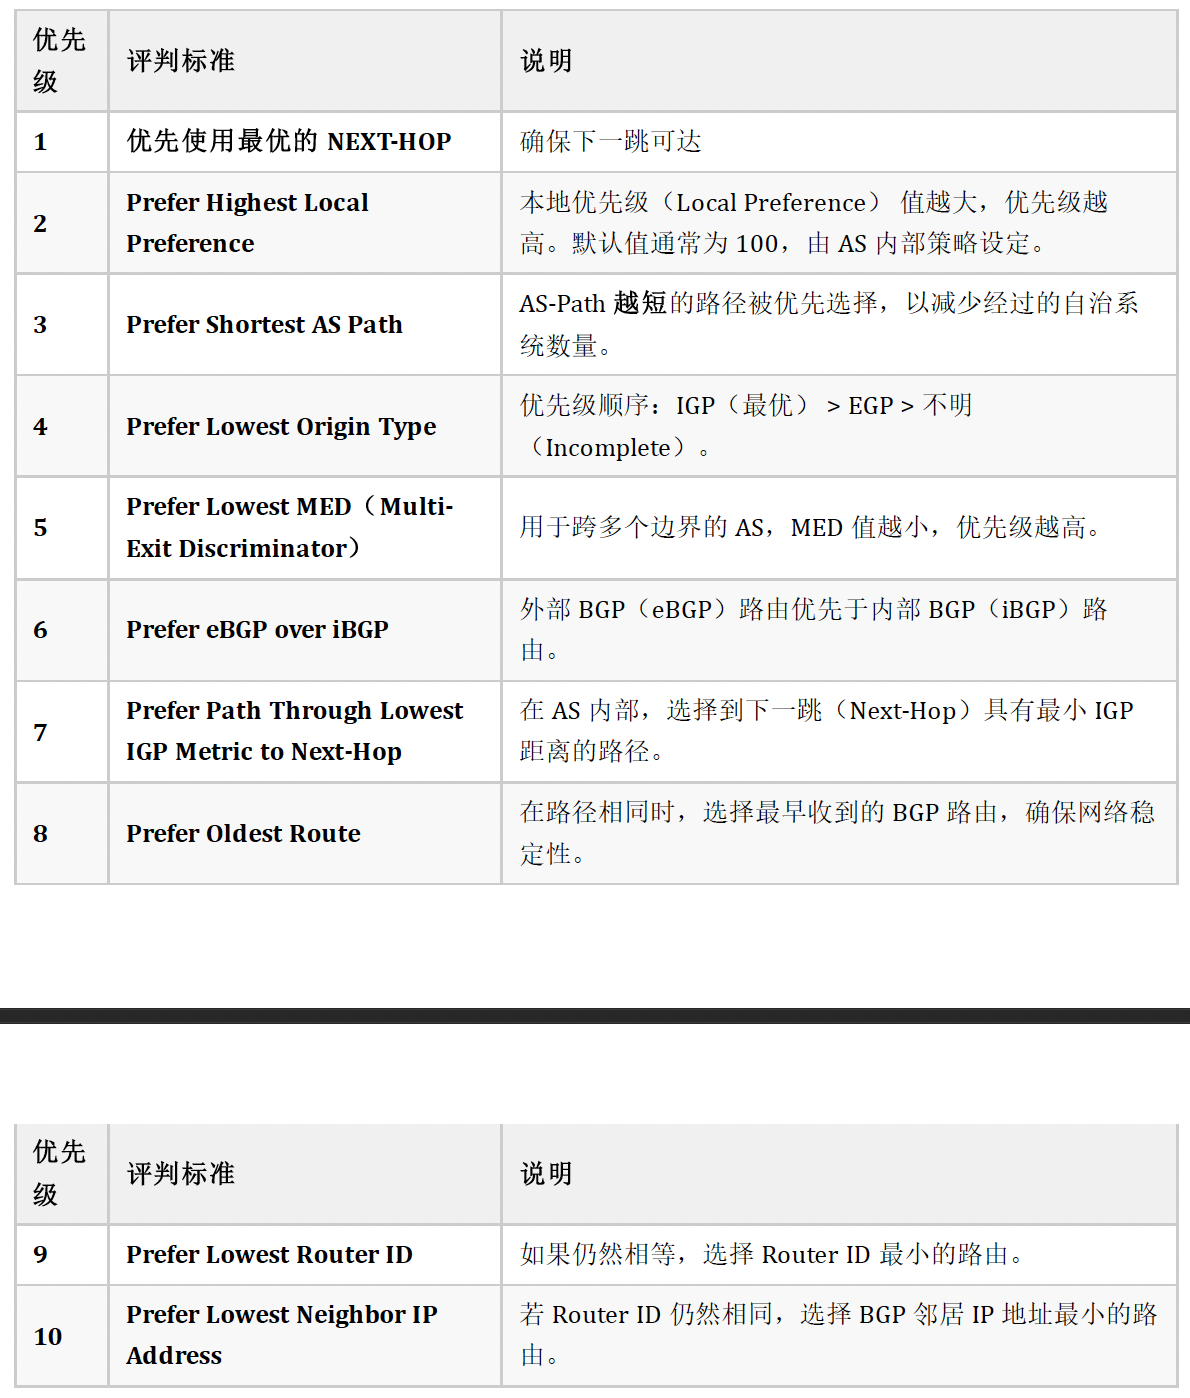 优先
级
评判标准
说明
1
优先使用最优的 NEXT-HOP
确保下一跳可达
2
Prefer Highest Local
Preference
本地优先级（Local Preference） 值越大，优先级越
高。默认值通常为 100，由 AS 内部策略设定。
3
Prefer Shortest AS Path
AS-Path 越短的路径被优先选择，以减少经过的自治系
统数量。
4
Prefer Lowest Origin Type
优先级顺序：IGP（最优） > EGP > 不明
（Incomplete）。
5
Prefer Lowest MED（Multi-
Exit Discriminator）
用于跨多个边界的 AS，MED 值越小，优先级越高。
6
Prefer eBGP over iBGP
外部 BGP（eBGP）路由优先于内部 BGP（iBGP）路
由。
7
Prefer Path Through Lowest
IGP Metric to Next-Hop
在 AS 内部，选择到下一跳（Next-Hop）具有最小 IGP
距离的路径。
8
Prefer Oldest Route
在路径相同时，选择最早收到的 BGP 路由，确保网络稳
定性。
优先
级
评判标准
说明
9
Prefer Lowest Router ID
如果仍然相等，选择 Router ID 最小的路由。
10
Prefer Lowest Neighbor IP
Address
若 Router ID 仍然相同，选择 BGP 邻居 IP 地址最小的路
由。